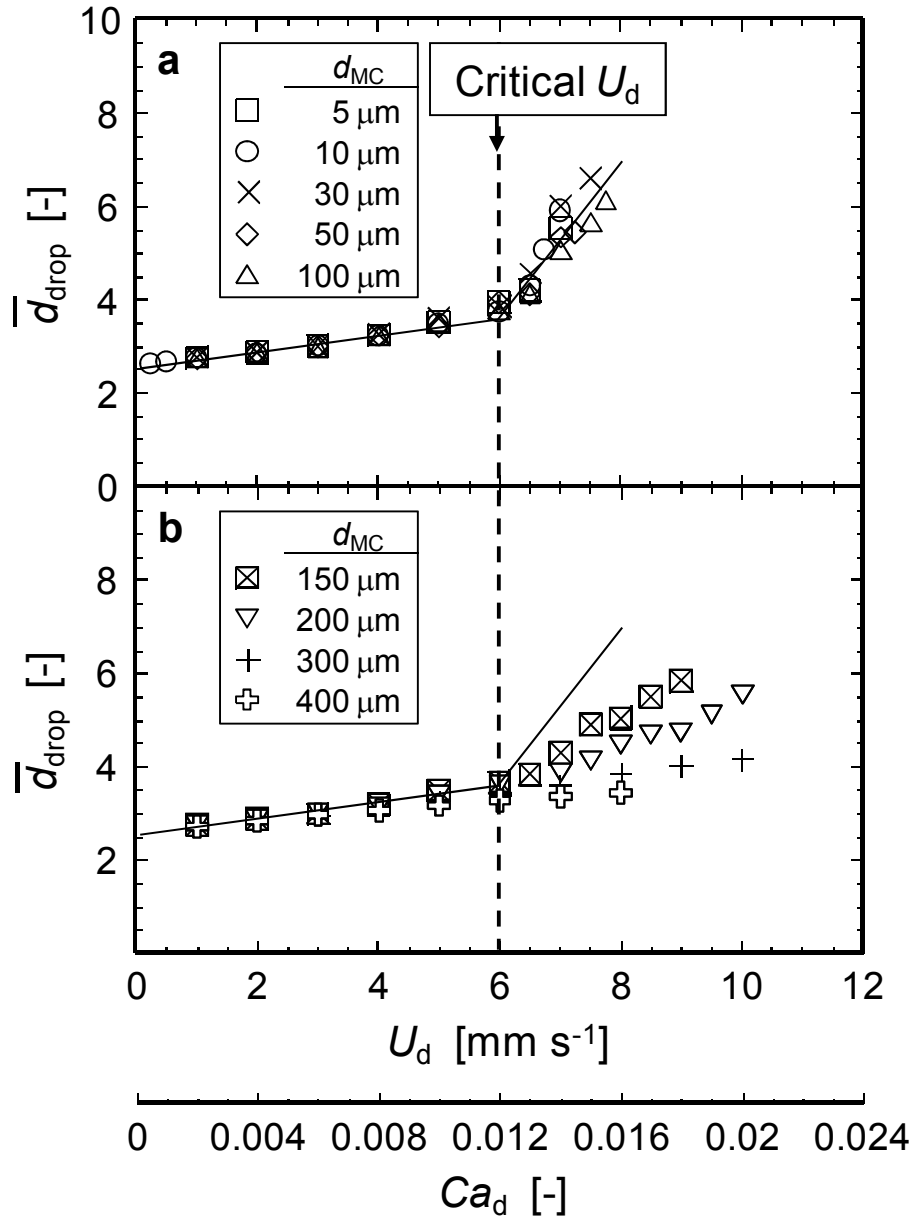 10
a
d_MC
5 μm
10 μm
30 μm
50 μm
100 μm
Critical U_d
8
6
4
2
0
d̅_drop [-]
b
d_MC
150 μm
200 μm
300 μm
400 μm
8
6
4
2
d̅_drop [-]
0 2 4 6 8 10 12
U_d [mm s⁻¹]
0 0.004 0.008 0.012 0.016 0.02 0.024
Ca_d [-]